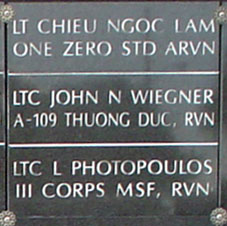 LT CHIEU NGOC LAM
ONE ZERO STD ARVN
LTC JOHN N WIEGNER
A-109 THUONG DUC, RVN
LTC L PHOTOPOULOS
III CORPS MSF, RVN